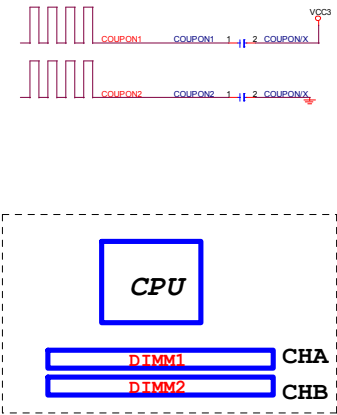 VCC3
COUPON1 COUPON1 1 2 COUPON/X
COUPON2 COUPON2 1 2 COUPON/X
CPU
DIMM1 CHA
DIMM2 CHB